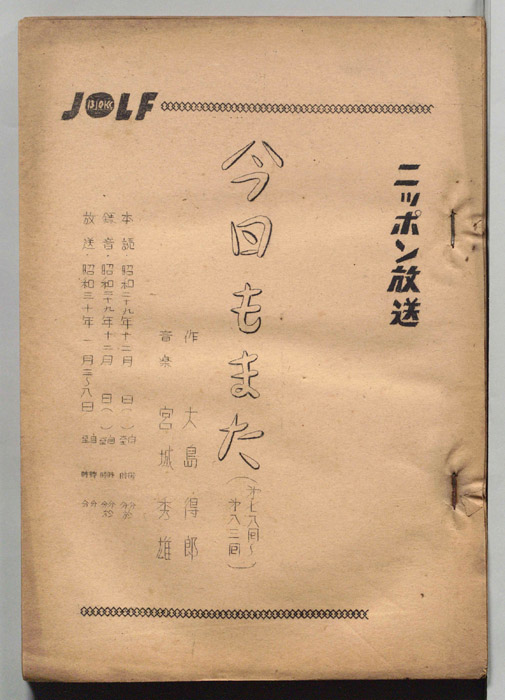 ニッポン放送
JOLF
1310KC
今日もまた
(第七八回〜
第八二回)
作 大島得郎
音楽 宮城秀雄
本読・昭和二十九年十二月 日( )
録音・昭和二十九年十二月 日( )
放送・昭和三十年一月三〜八日